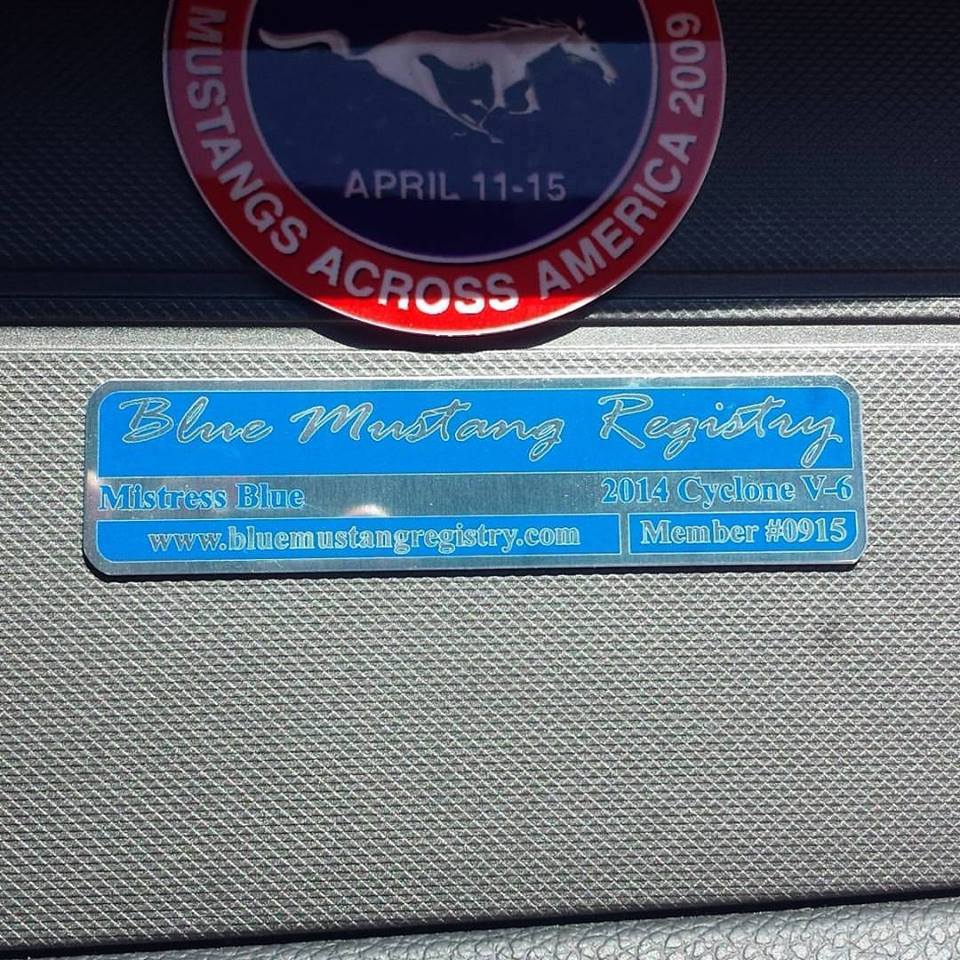 MUSTANGS ACROSS AMERICA 2009
APRIL 11-15
Blue Mustang Registry
Mistress Blue 2014 Cyclone V-6
www.bluemustangregistry.com Member #0915